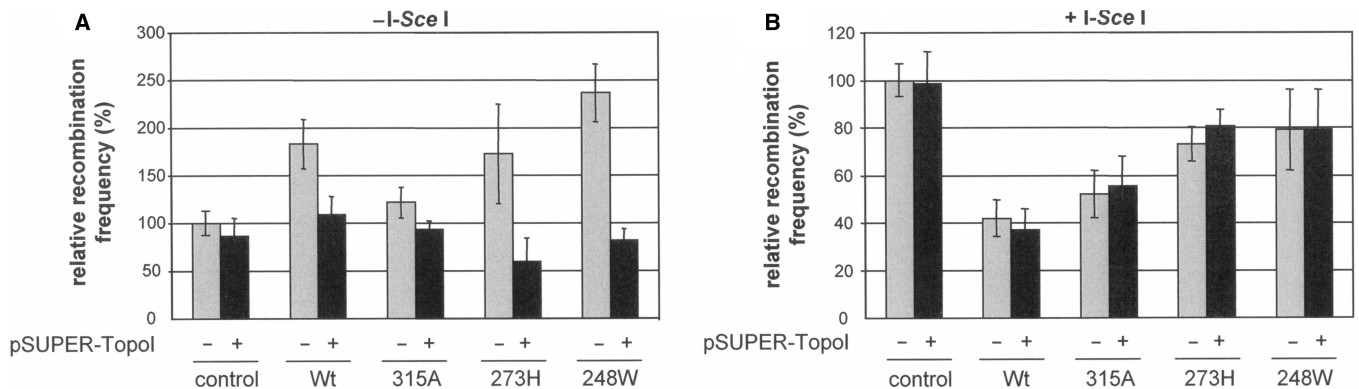 A
–I-Sce I
relative recombination
frequency (%)
300
250
200
150
100
50
0
pSUPER-TopoI
– + – + – + – + – +
control Wt 315A 273H 248W
B
+ I-Sce I
relative recombination
frequency (%)
120
100
80
60
40
20
0
pSUPER-TopoI
– + – + – + – + – +
control Wt 315A 273H 248W